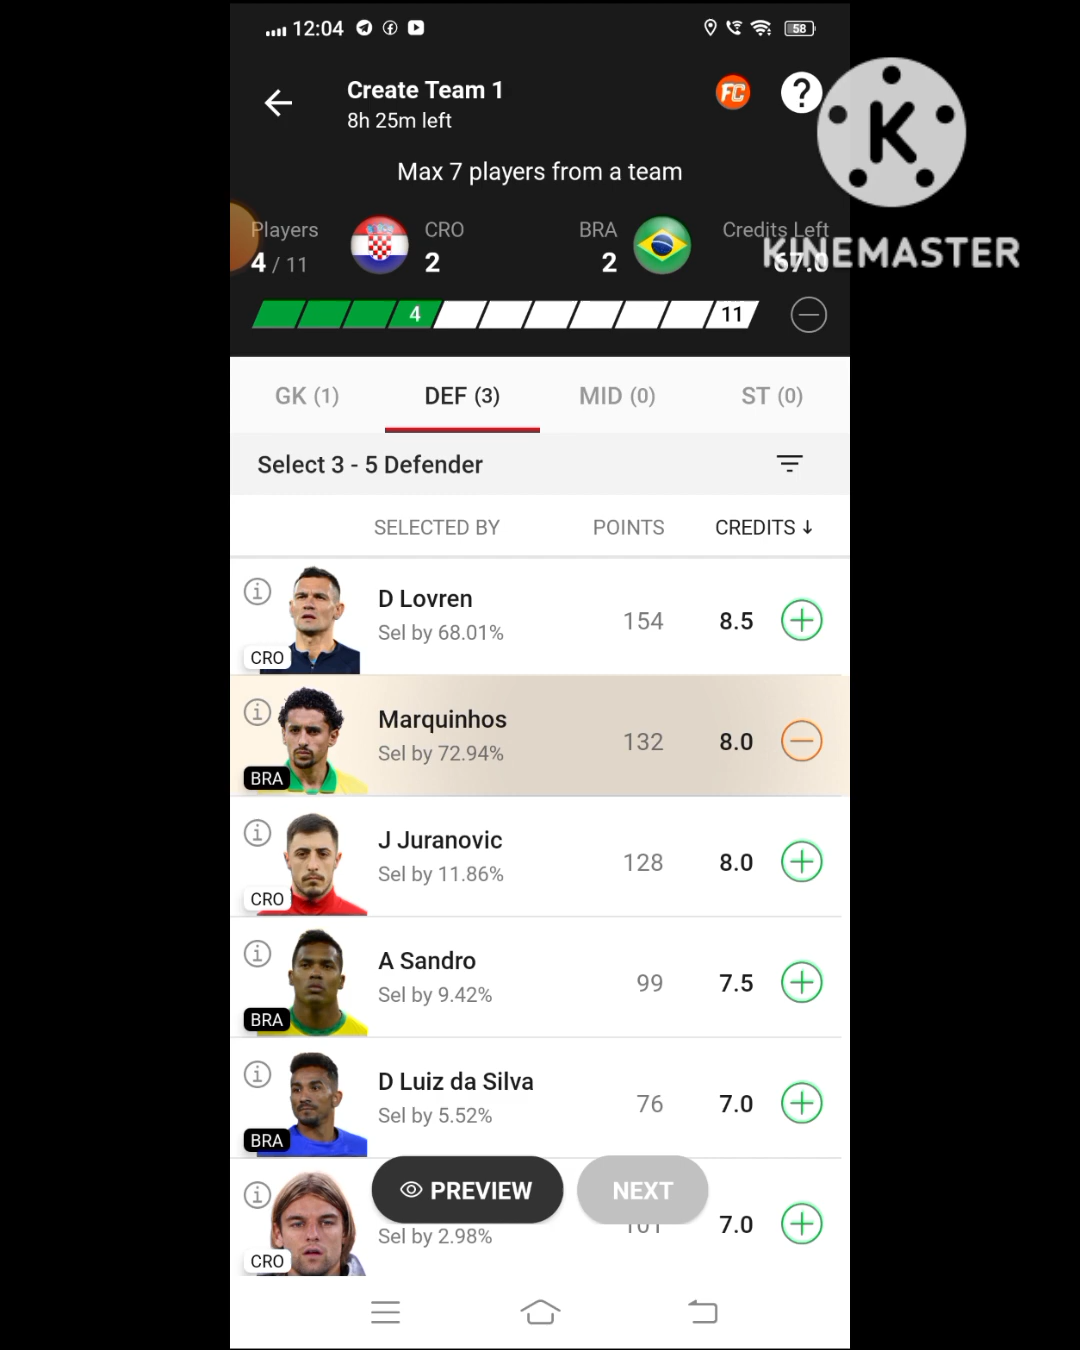 12:04
58
Create Team 1
8h 25m left
FC
?
K
KINEMASTER
Max 7 players from a team
Players
4 / 11
CRO
2
BRA
2
Credits Left
67.0
4
11
GK (1)
DEF (3)
MID (0)
ST (0)
Select 3 - 5 Defender
SELECTED BY POINTS CREDITS ↓
D Lovren
Sel by 68.01%
154 8.5
CRO
Marquinhos
Sel by 72.94%
132 8.0
BRA
J Juranovic
Sel by 11.86%
128 8.0
CRO
A Sandro
Sel by 9.42%
99 7.5
BRA
D Luiz da Silva
Sel by 5.52%
76 7.0
BRA
PREVIEW
NEXT
Sel by 2.98%
7.0
CRO